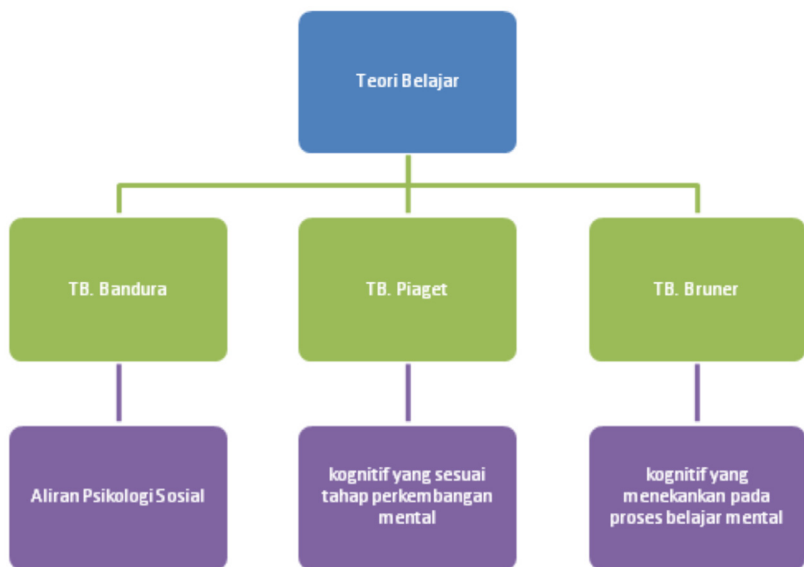 Teori Belajar
TB. Bandura
TB. Piaget
TB. Bruner
Aliran Psikologi Sosial
kognitif yang sesuai
tahap perkembangan
mental
kognitif yang
menekankan pada
proses belajar mental